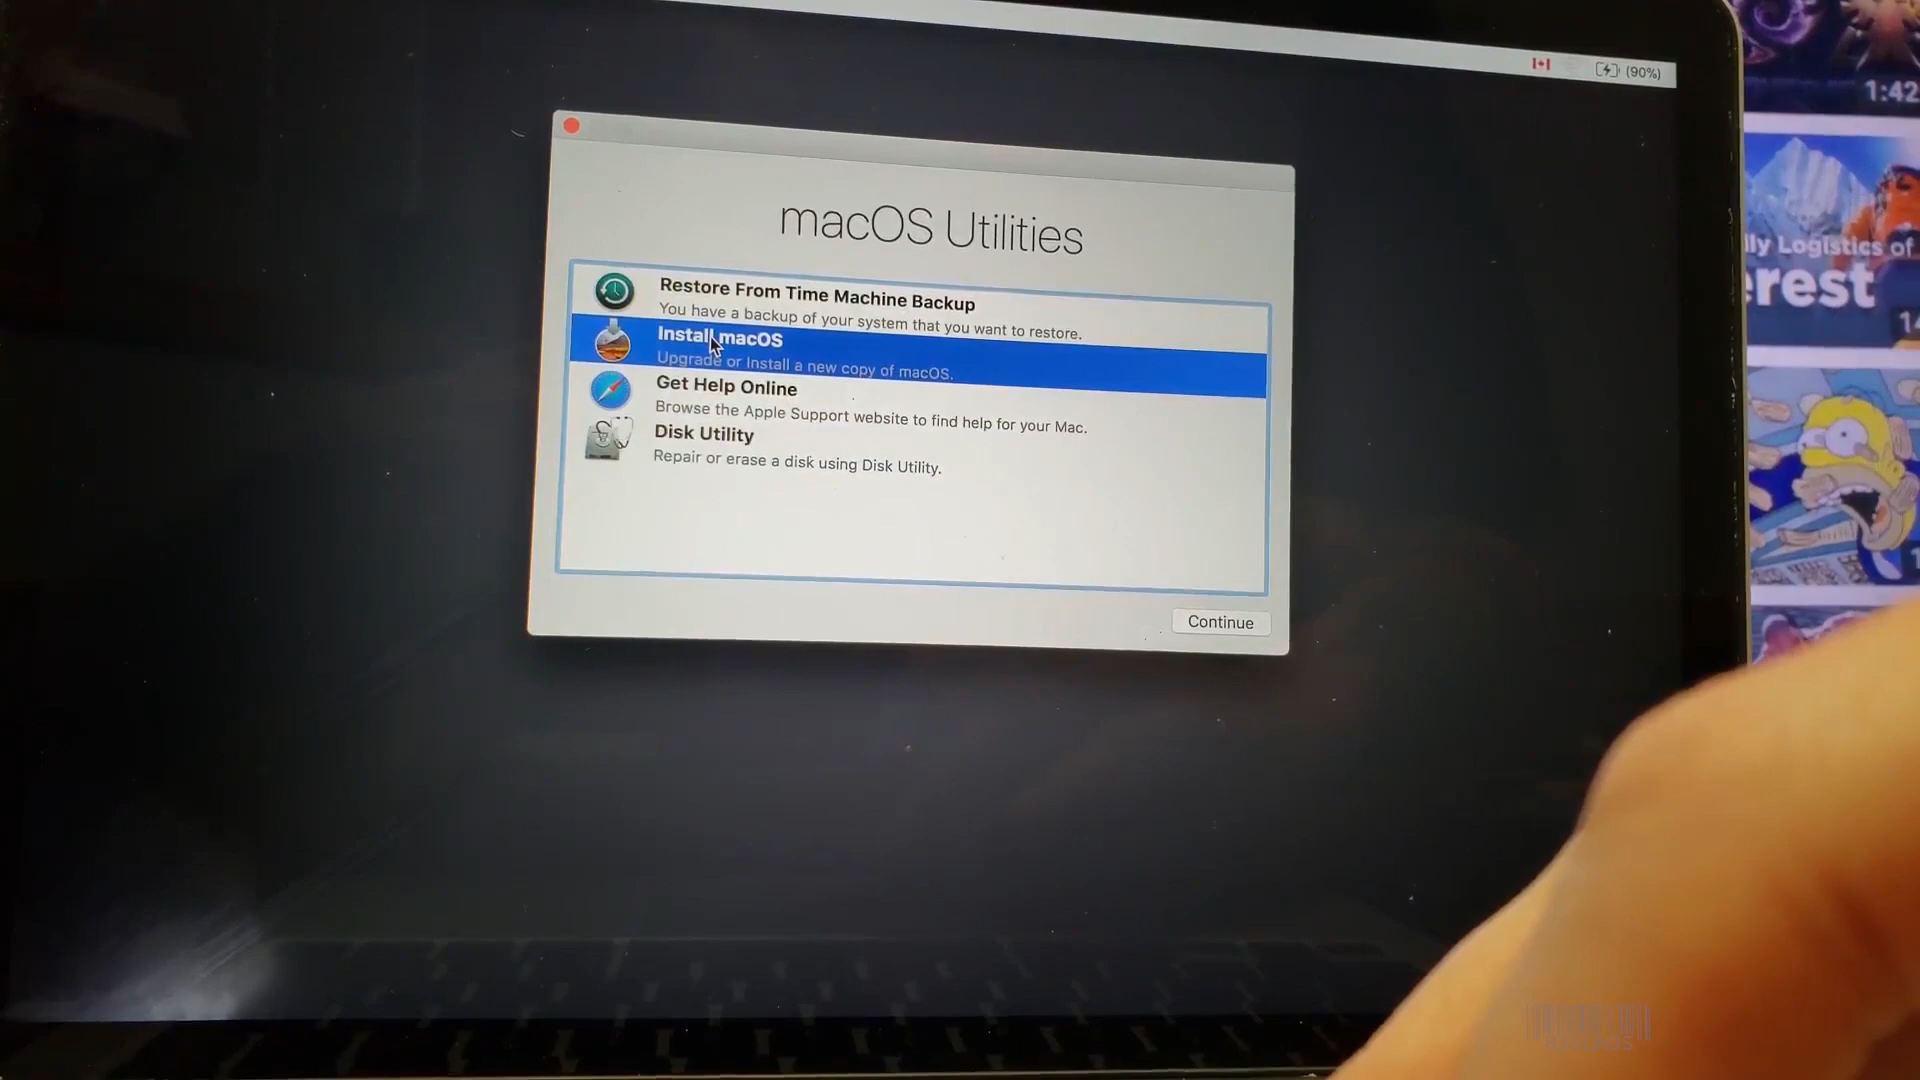 (90%)
1:42
macOS Utilities
Restore From Time Machine Backup
You have a backup of your system that you want to restore.
Install macOS
Upgrade or Install a new copy of macOS.
Get Help Online
Browse the Apple Support website to find help for your Mac.
Disk Utility
Repair or erase a disk using Disk Utility.
Continue
Logistics of